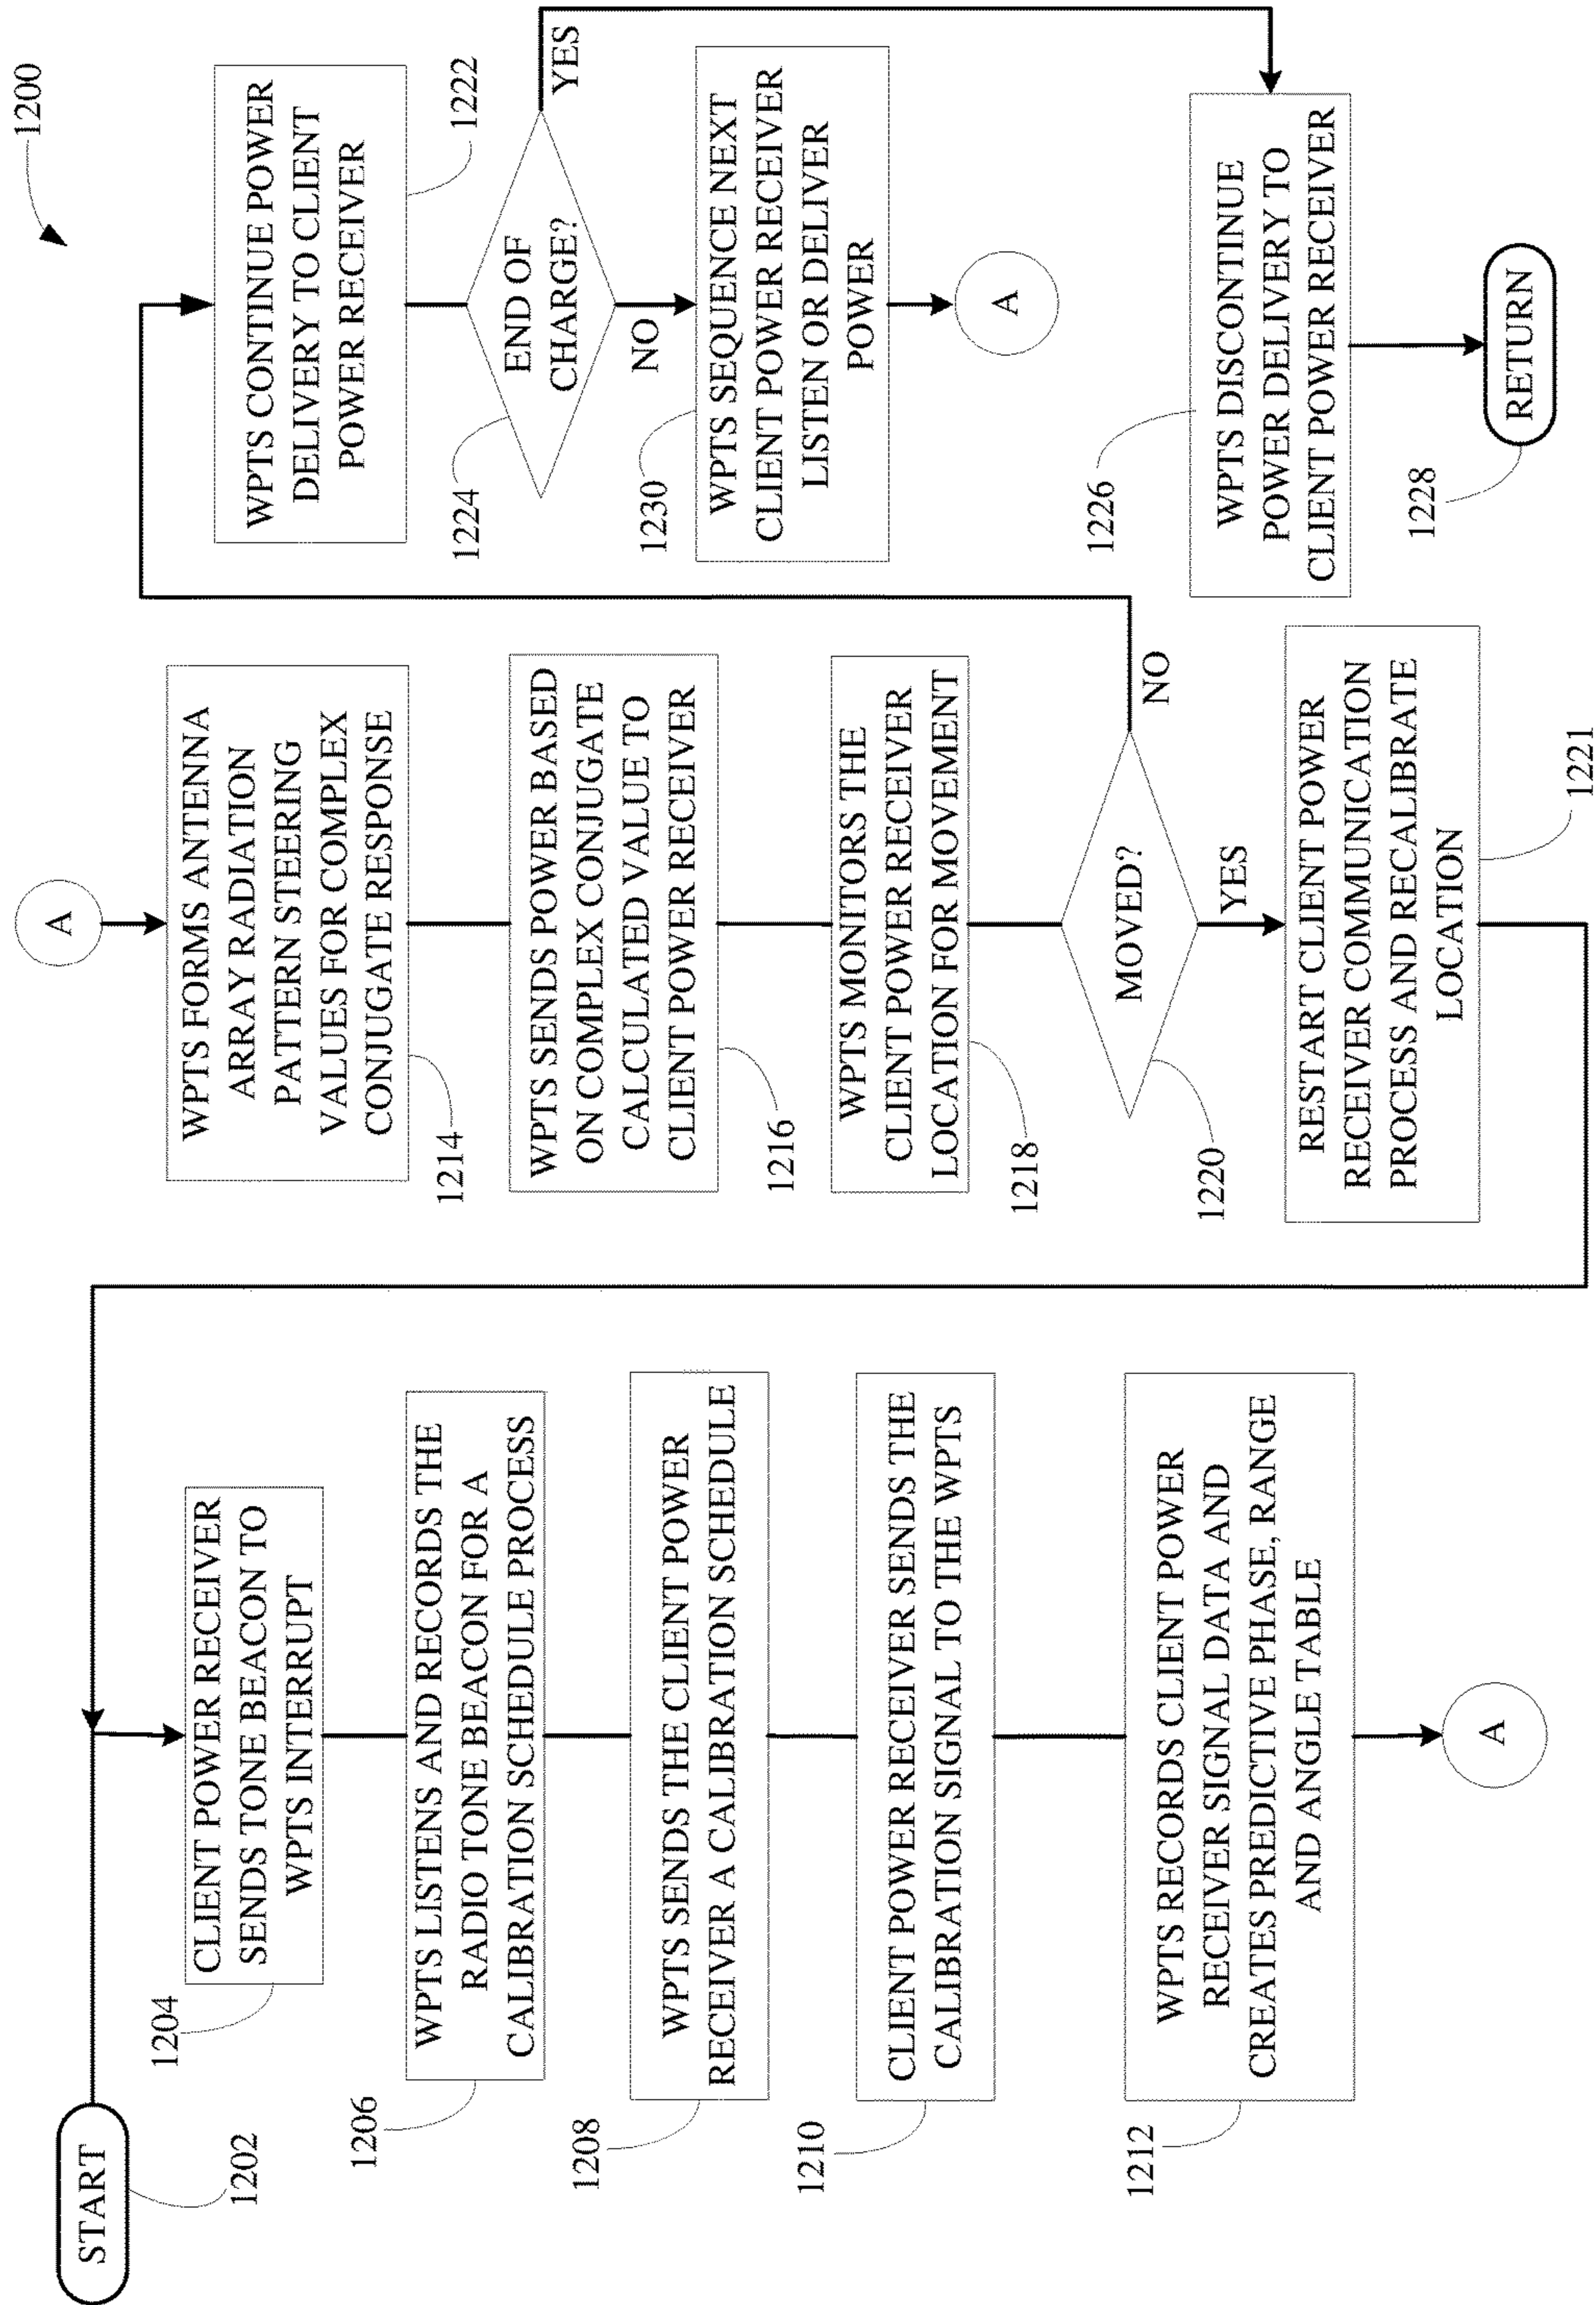 1200
START
1202
CLIENT POWER RECEIVER
SENDS TONE BEACON TO
WPTS INTERRUPT
1204
WPTS LISTENS AND RECORDS THE
RADIO TONE BEACON FOR A
CALIBRATION SCHEDULE PROCESS
1206
WPTS SENDS THE CLIENT POWER
RECEIVER A CALIBRATION SCHEDULE
1208
CLIENT POWER RECEIVER SENDS THE
CALIBRATION SIGNAL TO THE WPTS
1210
WPTS RECORDS CLIENT POWER
RECEIVER SIGNAL DATA AND
CREATES PREDICTIVE PHASE, RANGE
AND ANGLE TABLE
1212
A
A
WPTS FORMS ANTENNA
ARRAY RADIATION
PATTERN STEERING
VALUES FOR COMPLEX
CONJUGATE RESPONSE
1214
WPTS SENDS POWER BASED
ON COMPLEX CONJUGATE
CALCULATED VALUE TO
CLIENT POWER RECEIVER
1216
WPTS MONITORS THE
CLIENT POWER RECEIVER
LOCATION FOR MOVEMENT
1218
MOVED?
1220
NO
YES
RESTART CLIENT POWER
RECEIVER COMMUNICATION
PROCESS AND RECALIBRATE
LOCATION
1221
WPTS CONTINUE POWER
DELIVERY TO CLIENT
POWER RECEIVER
1222
END OF
CHARGE?
1224
YES
NO
WPTS SEQUENCE NEXT
CLIENT POWER RECEIVER
LISTEN OR DELIVER
POWER
1230
A
WPTS DISCONTINUE
POWER DELIVERY TO
CLIENT POWER RECEIVER
1226
RETURN
1228